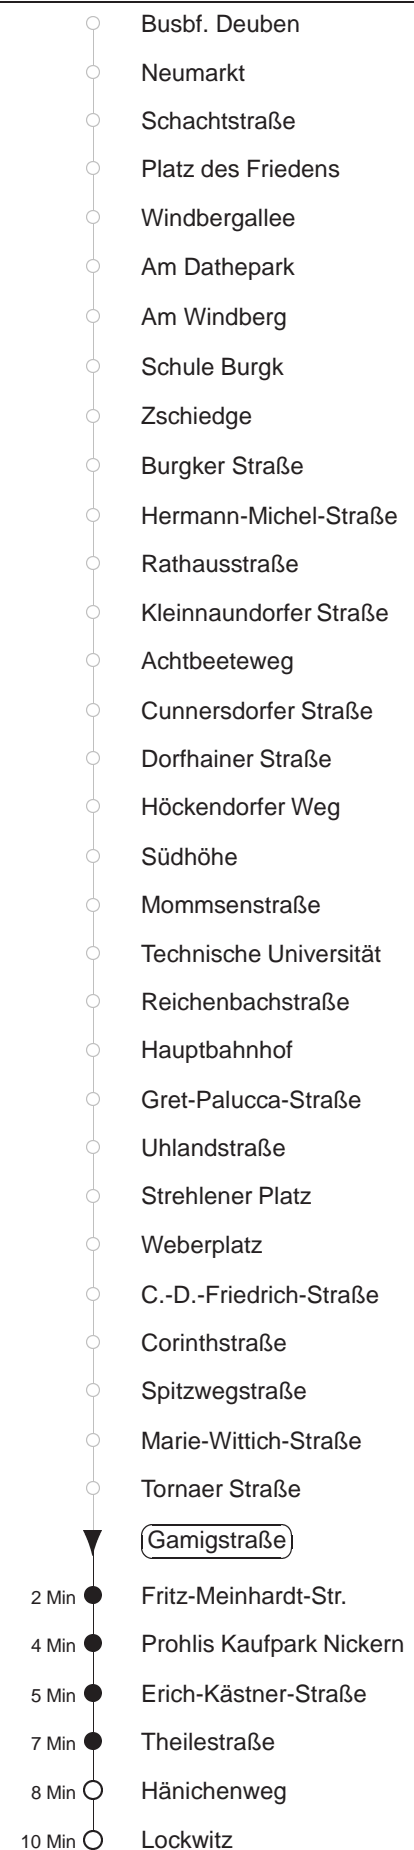 Busbf. Deuben
Neumarkt
Schachtstraße
Platz des Friedens
Windbergallee
Am Dathepark
Am Windberg
Schule Burgk
Zschiedge
Burgker Straße
Hermann-Michel-Straße
Rathausstraße
Kleinnaundorfer Straße
Achtbeeteweg
Cunnersdorfer Straße
Dorfhainer Straße
Höckendorfer Weg
Südhöhe
Mommsenstraße
Technische Universität
Reichenbachstraße
Hauptbahnhof
Gret-Palucca-Straße
Uhlandstraße
Strehlener Platz
Weberplatz
C.-D.-Friedrich-Straße
Corinthstraße
Spitzwegstraße
Marie-Wittich-Straße
Tornaer Straße
Gamigstraße
2 Min Fritz-Meinhardt-Str.
4 Min Prohlis Kaufpark Nickern
5 Min Erich-Kästner-Straße
7 Min Theilestraße
8 Min Hänichenweg
10 Min Lockwitz